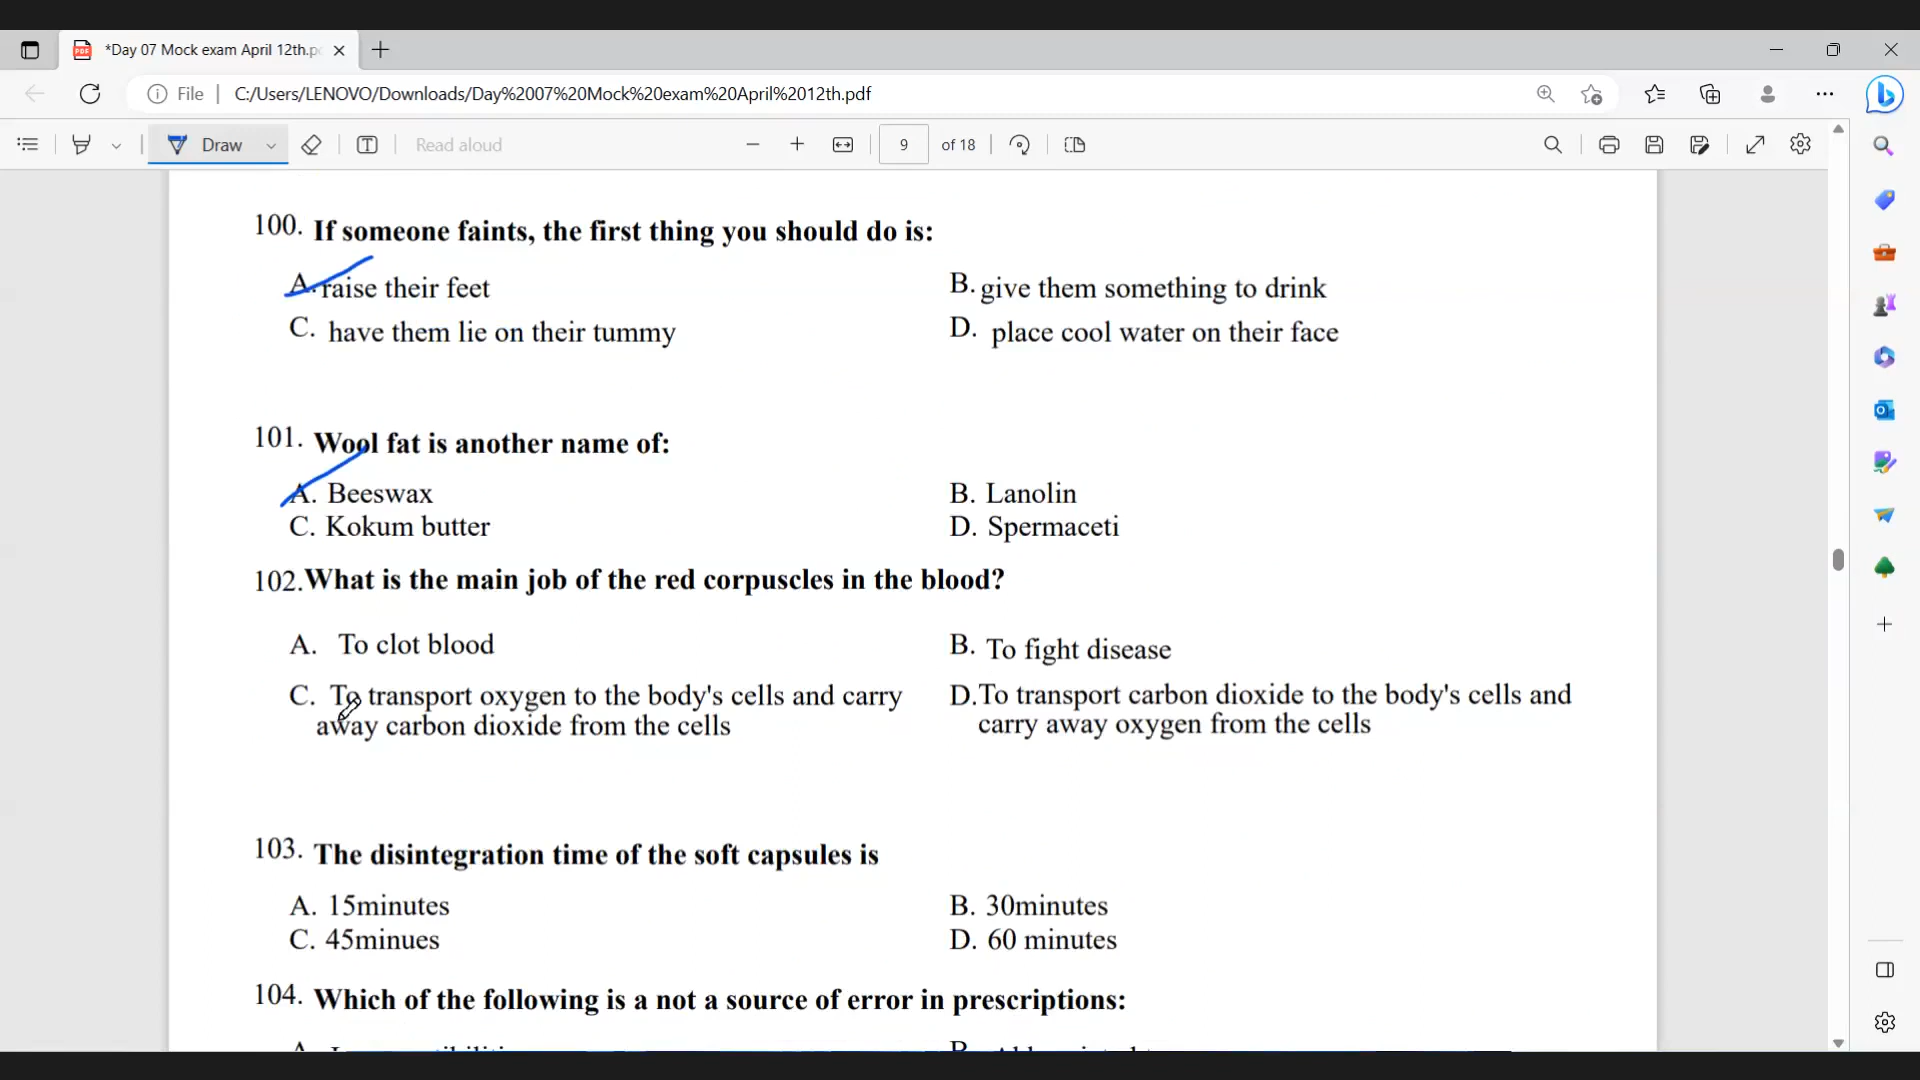 *Day 07 Mock exam April 12th.p
File
C:/Users/LENOVO/Downloads/Day%2007%20Mock%20exam%20April%2012th.pdf
Draw
Read aloud
9 of 18
100. If someone faints, the first thing you should do is:
A. raise their feet
B. give them something to drink
C. have them lie on their tummy
D. place cool water on their face
101. Wool fat is another name of:
A. Beeswax
B. Lanolin
C. Kokum butter
D. Spermaceti
102. What is the main job of the red corpuscles in the blood?
A. To clot blood
B. To fight disease
C. To transport oxygen to the body's cells and carry
away carbon dioxide from the cells
D. To transport carbon dioxide to the body's cells and
carry away oxygen from the cells
103. The disintegration time of the soft capsules is
A. 15minutes
B. 30minutes
C. 45minues
D. 60 minutes
104. Which of the following is a not a source of error in prescriptions: